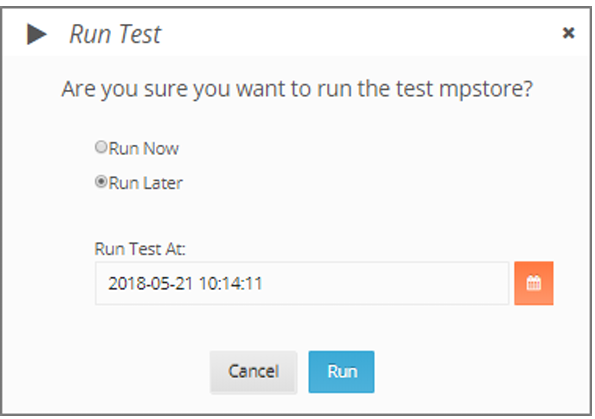 Run Test
Are you sure you want to run the test mpstore?
Run Now
Run Later
Run Test At:
2018-05-21 10:14:11
Cancel
Run